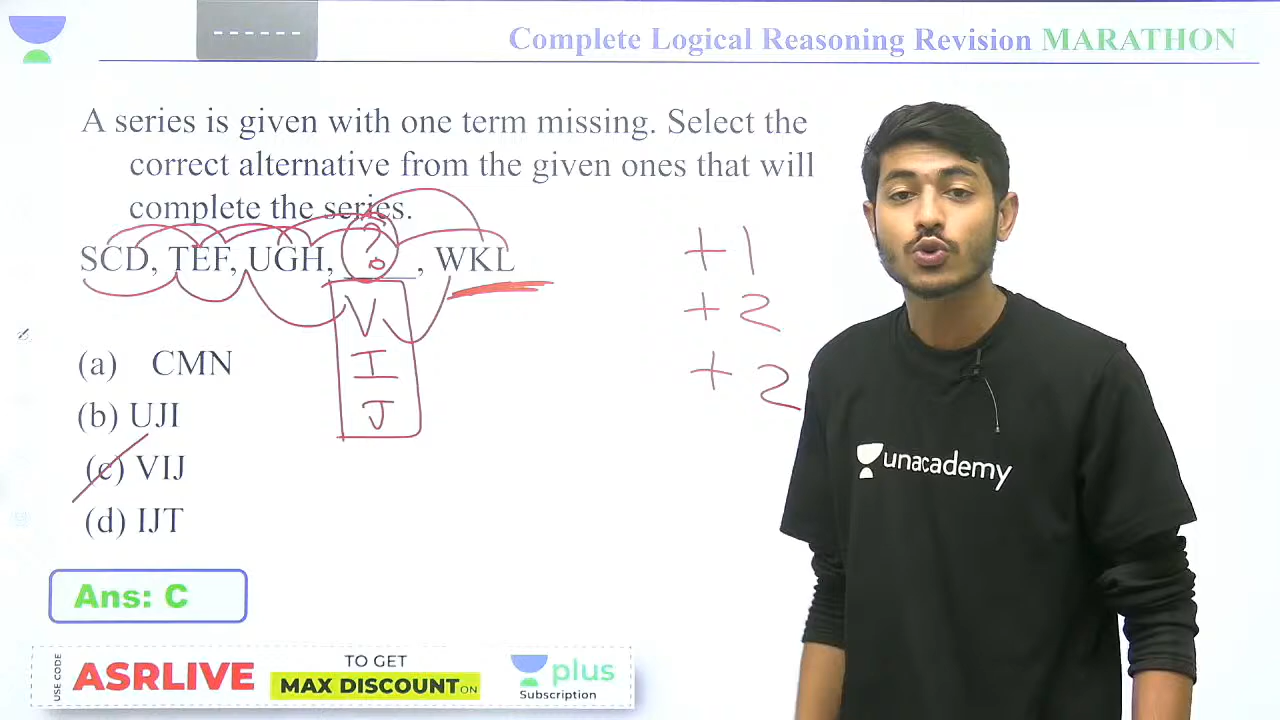 Complete Logical Reasoning Revision MARATHON
A series is given with one term missing. Select the
correct alternative from the given ones that will
complete the series.
SCD, TEF, UGH, ____, WKL
?
V
I
J
+1
+2
+2
(a) CMN
(b) UJI
(c) VIJ
(d) IJT
Ans: C
unacademy
USE CODE
ASRLIVE
TO GET
MAX DISCOUNT ON
plus
Subscription